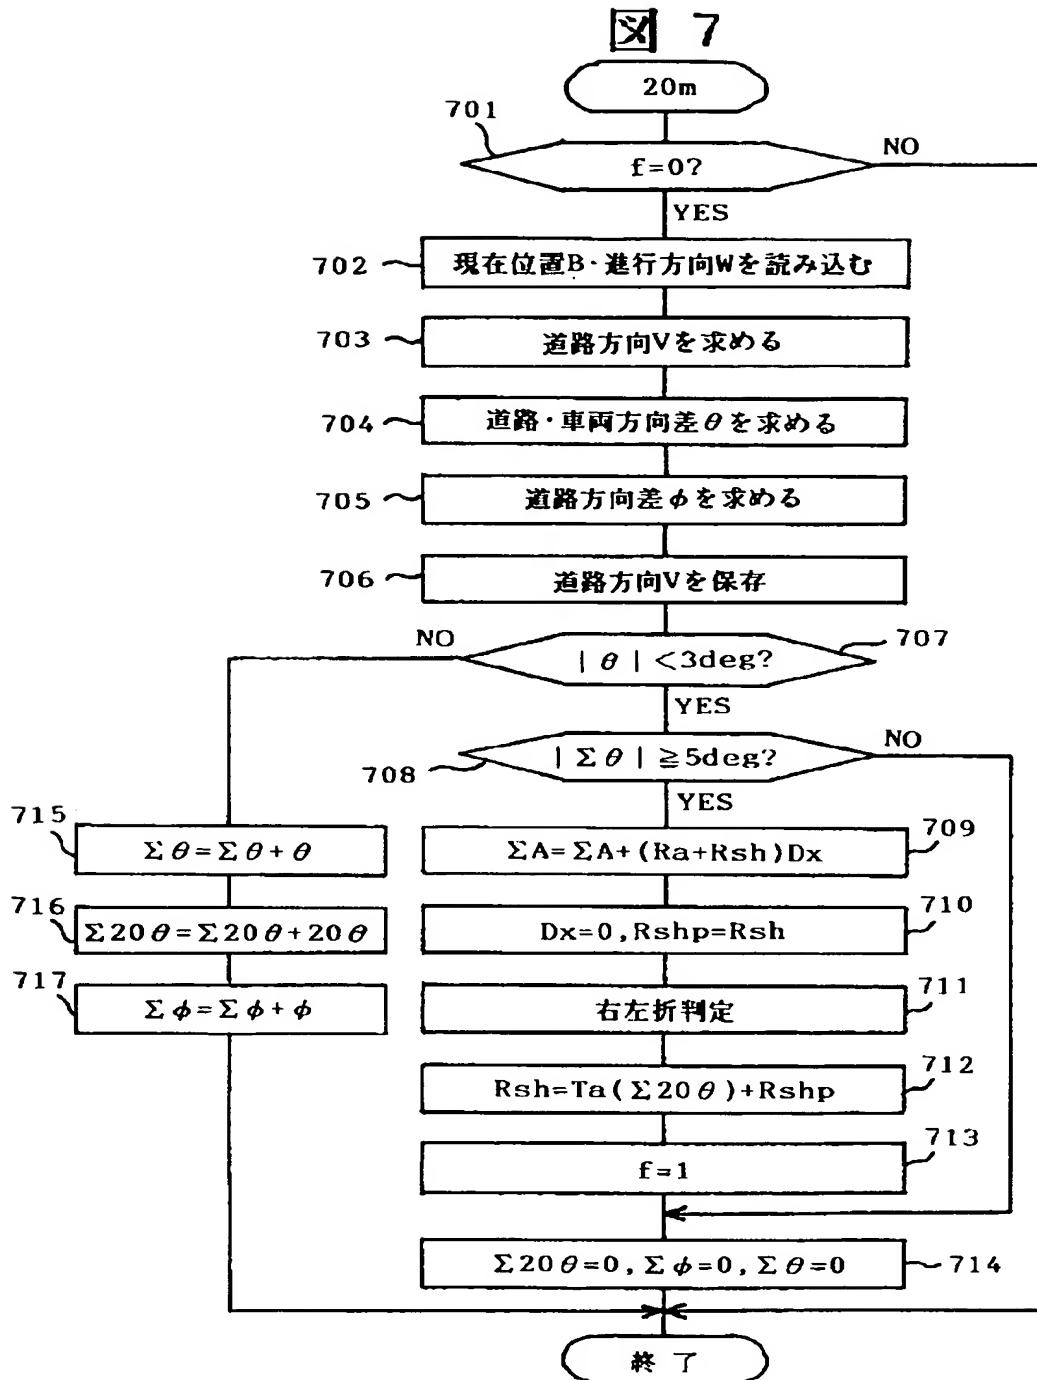 図 7
20m
701
f=0?
NO
YES
702
現在位置B・進行方向Wを読み込む
703
道路方向Vを求める
704
道路・車両方向差θを求める
705
道路方向差φを求める
706
道路方向Vを保存
NO
707
|θ|<3deg?
YES
708
|Σθ|≧5deg?
NO
YES
715
Σθ=Σθ+θ
716
Σ20θ=Σ20θ+20θ
717
Σφ=Σφ+φ
709
ΣA=ΣA+(Ra+Rsh)Dx
710
Dx=0,Rshp=Rsh
711
右左折判定
712
Rsh=Ta(Σ20θ)+Rshp
713
f=1
Σ20θ=0,Σφ=0,Σθ=0
714
終了